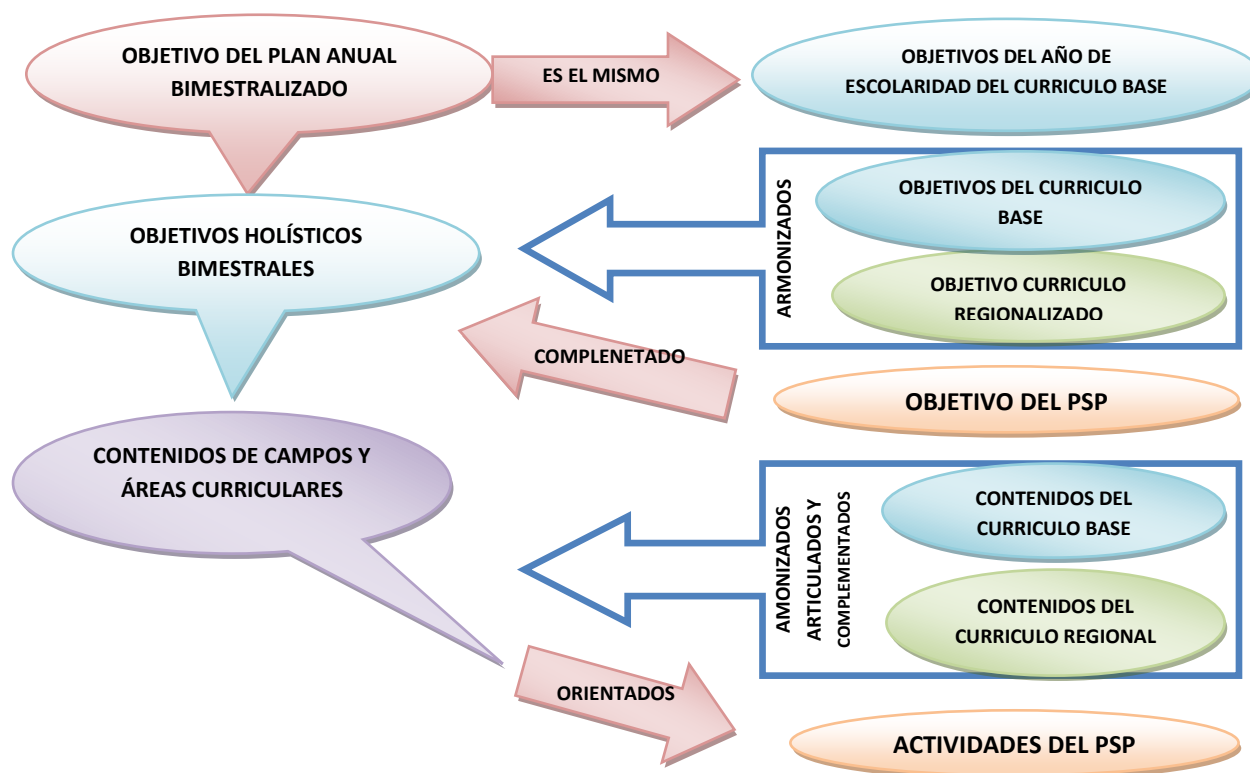 OBJETIVO DEL PLAN ANUAL
BIMESTRALIZADO
ES EL MISMO
OBJETIVOS DEL AÑO DE
ESCOLARIDAD DEL CURRICULO BASE
OBJETIVOS HOLÍSTICOS
BIMESTRALES
ARMONIZADOS
OBJETIVOS DEL CURRICULO
BASE
OBJETIVO CURRICULO
REGIONALIZADO
COMPLENETADO
OBJETIVO DEL PSP
CONTENIDOS DE CAMPOS Y
ÁREAS CURRICULARES
AMONIZADOS
ARTICULADOS Y
COMPLEMENTADOS
CONTENIDOS DEL
CURRICULO BASE
CONTENIDOS DEL
CURRICULO REGIONAL
ORIENTADOS
ACTIVIDADES DEL PSP